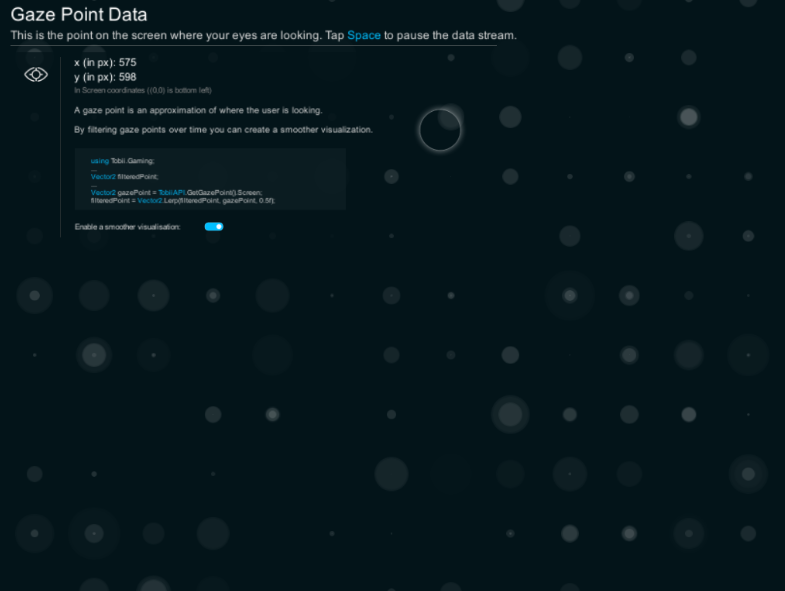 Gaze Point Data
This is the point on the screen where your eyes are looking. Tap Space to pause the data stream.
x (in px): 575
y (in px): 598
In Screen coordinates ((0,0) is bottom left)
A gaze point is an approximation of where the user is looking.
By filtering gaze points over time you can create a smoother visualization.
using Tobii.Gaming;
...
Vector2 filteredPoint;
...
Vector2 gazePoint = TobiiAPI.GetGazePoint().Screen;
filteredPoint = Vector2.Lerp(filteredPoint, gazePoint, 0.5f);
Enable a smoother visualisation: